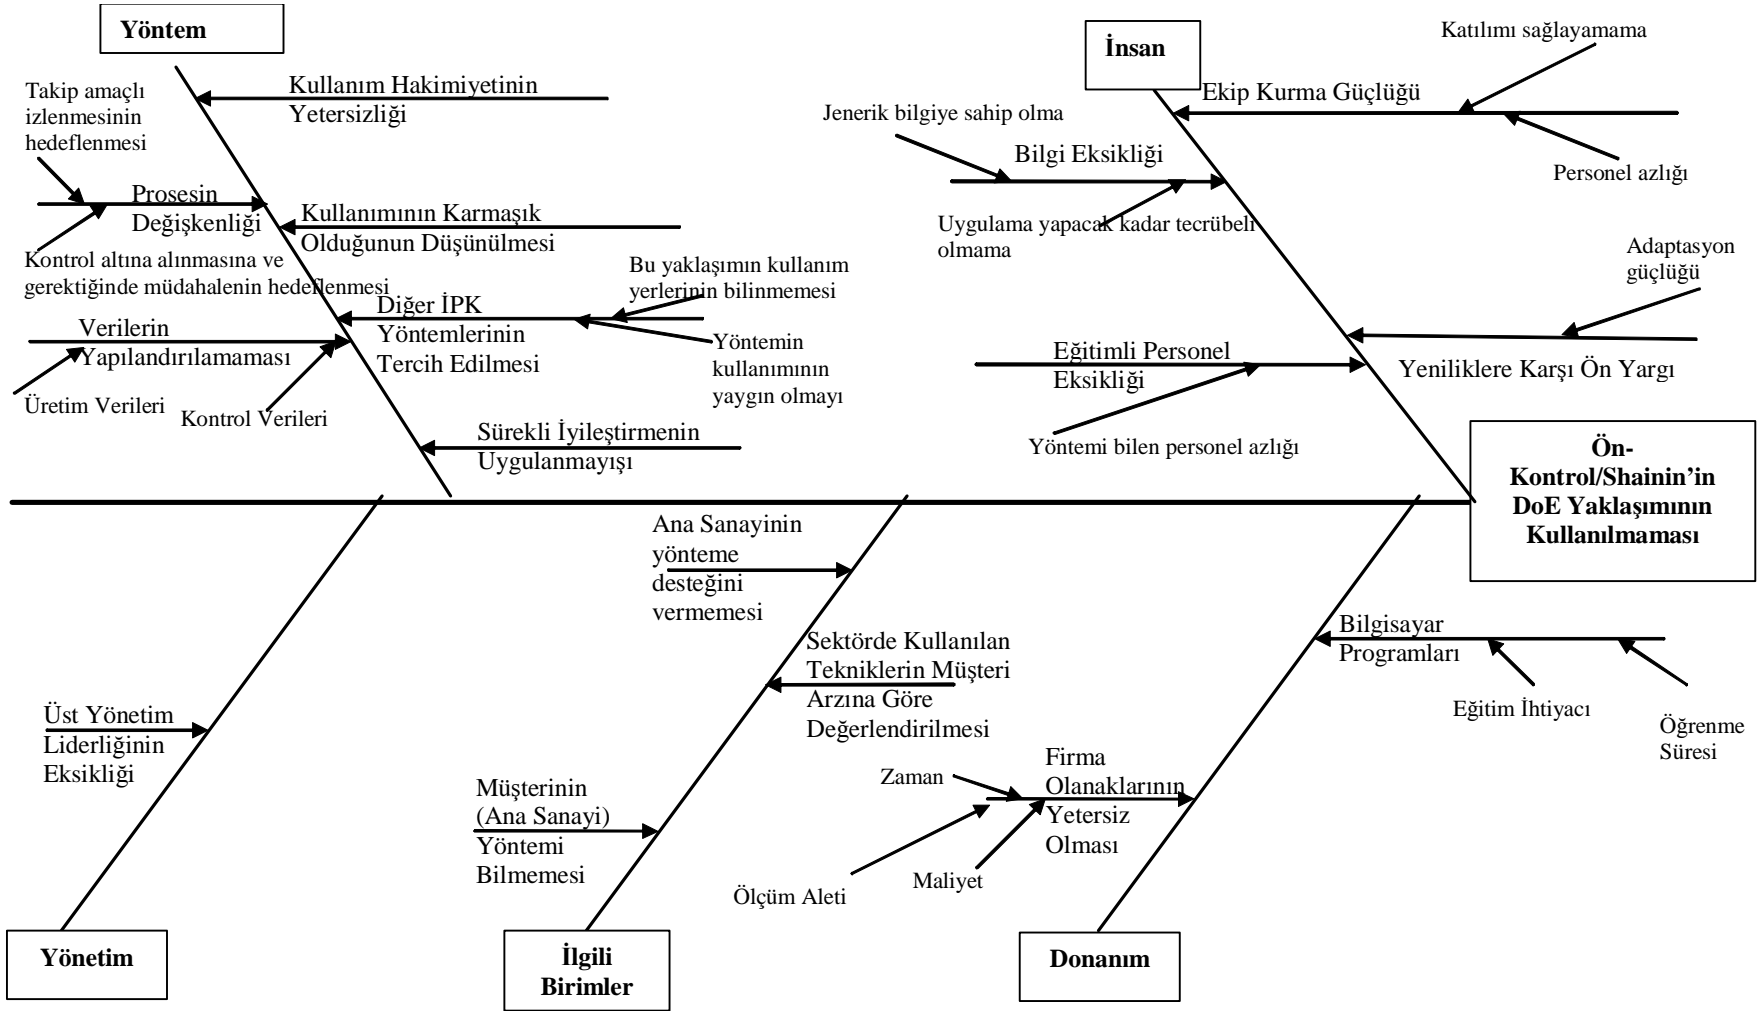 Yöntem
Kullanım Hakimiyetinin
Yetersizliği
Takip amaçlı
izlenmesinin
hedeflenmesi
Prosesin
Değişkenliği
Kullanımının Karmaşık
Olduğunun Düşünülmesi
Kontrol altına alınmasına ve
gerektiğinde müdahalenin hedeflenmesi
Bu yaklaşımın kullanım
yerlerinin bilinmemesi
Diğer İPK
Yöntemlerinin
Tercih Edilmesi
Yöntemin
kullanımının
yaygın olmayı
Verilerin
Yapılandırılamaması
Üretim Verileri
Kontrol Verileri
Sürekli İyileştirmenin
Uygulanmayışı
İnsan
Katılımı sağlayamama
Ekip Kurma Güçlüğü
Personel azlığı
Jenerik bilgiye sahip olma
Bilgi Eksikliği
Uygulama yapacak kadar tecrübeli
olmama
Adaptasyon
güçlüğü
Yeniliklere Karşı Ön Yargı
Eğitimli Personel
Eksikliği
Yöntemi bilen personel azlığı
Ön-
Kontrol/Shainin’in
DoE Yaklaşımının
Kullanılmaması
Ana Sanayinin
yönteme
desteğini
vermemesi
Sektörde Kullanılan
Tekniklerin Müşteri
Arzına Göre
Değerlendirilmesi
Müşterinin
(Ana Sanayi)
Yöntemi
Bilmemesi
Üst Yönetim
Liderliğinin
Eksikliği
Bilgisayar
Programları
Eğitim İhtiyacı
Öğrenme
Süresi
Firma
Olanaklarının
Yetersiz
Olması
Zaman
Ölçüm Aleti
Maliyet
Yönetim
İlgili
Birimler
Donanım